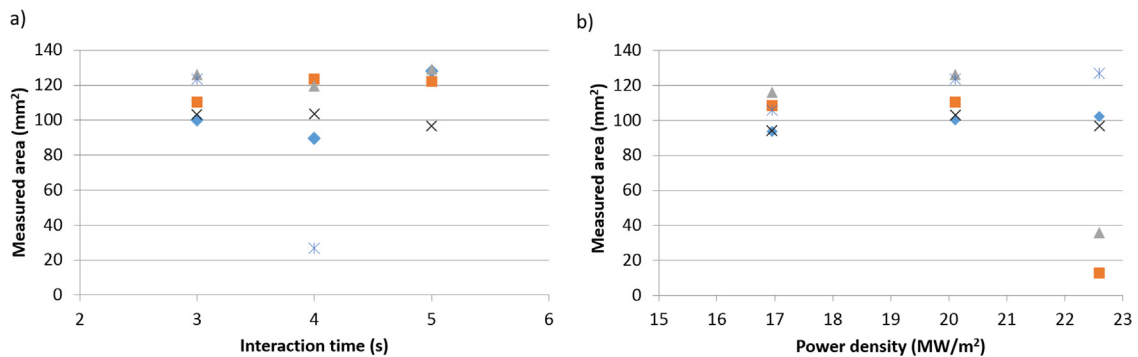 a)
Measured area (mm²)
140
120
100
80
60
40
20
0
2 3 4 5 6
Interaction time (s)
b)
Measured area (mm²)
140
120
100
80
60
40
20
0
15 16 17 18 19 20 21 22 23
Power density (MW/m²)